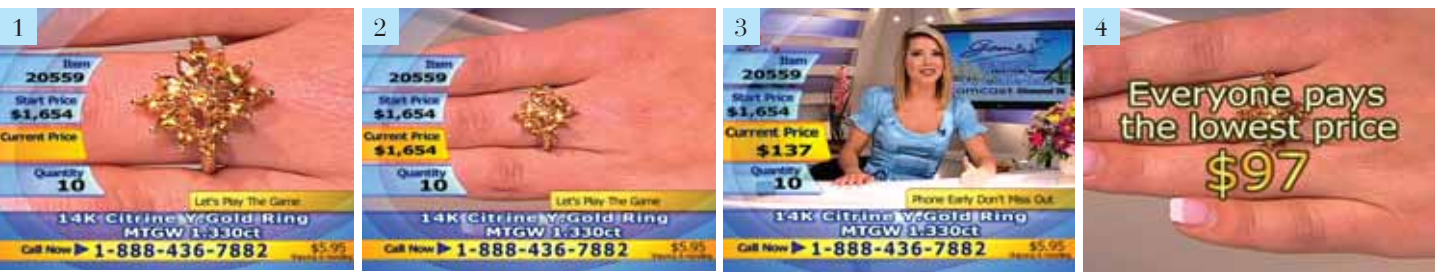 1
Item
20559
Start Price
$1,654
Current Price
Quantity
10
Let's Play The Game
14K Citrine Y.Gold Ring
MTGW 1.330ct
Call Now 1-888-436-7882
$5.95
2
Item
20559
Start Price
$1,654
Current Price
$1,654
Quantity
10
Let's Play The Game
14K Citrine Y.Gold Ring
MTGW 1.330ct
Call Now 1-888-436-7882
$5.95
3
Item
20559
Start Price
$1,654
Current Price
$137
Quantity
10
Phone Early Don't Miss Out
14K Citrine Y.Gold Ring
MTGW 1.330ct
Call Now 1-888-436-7882
$5.95
4
Everyone pays
the lowest price
$97